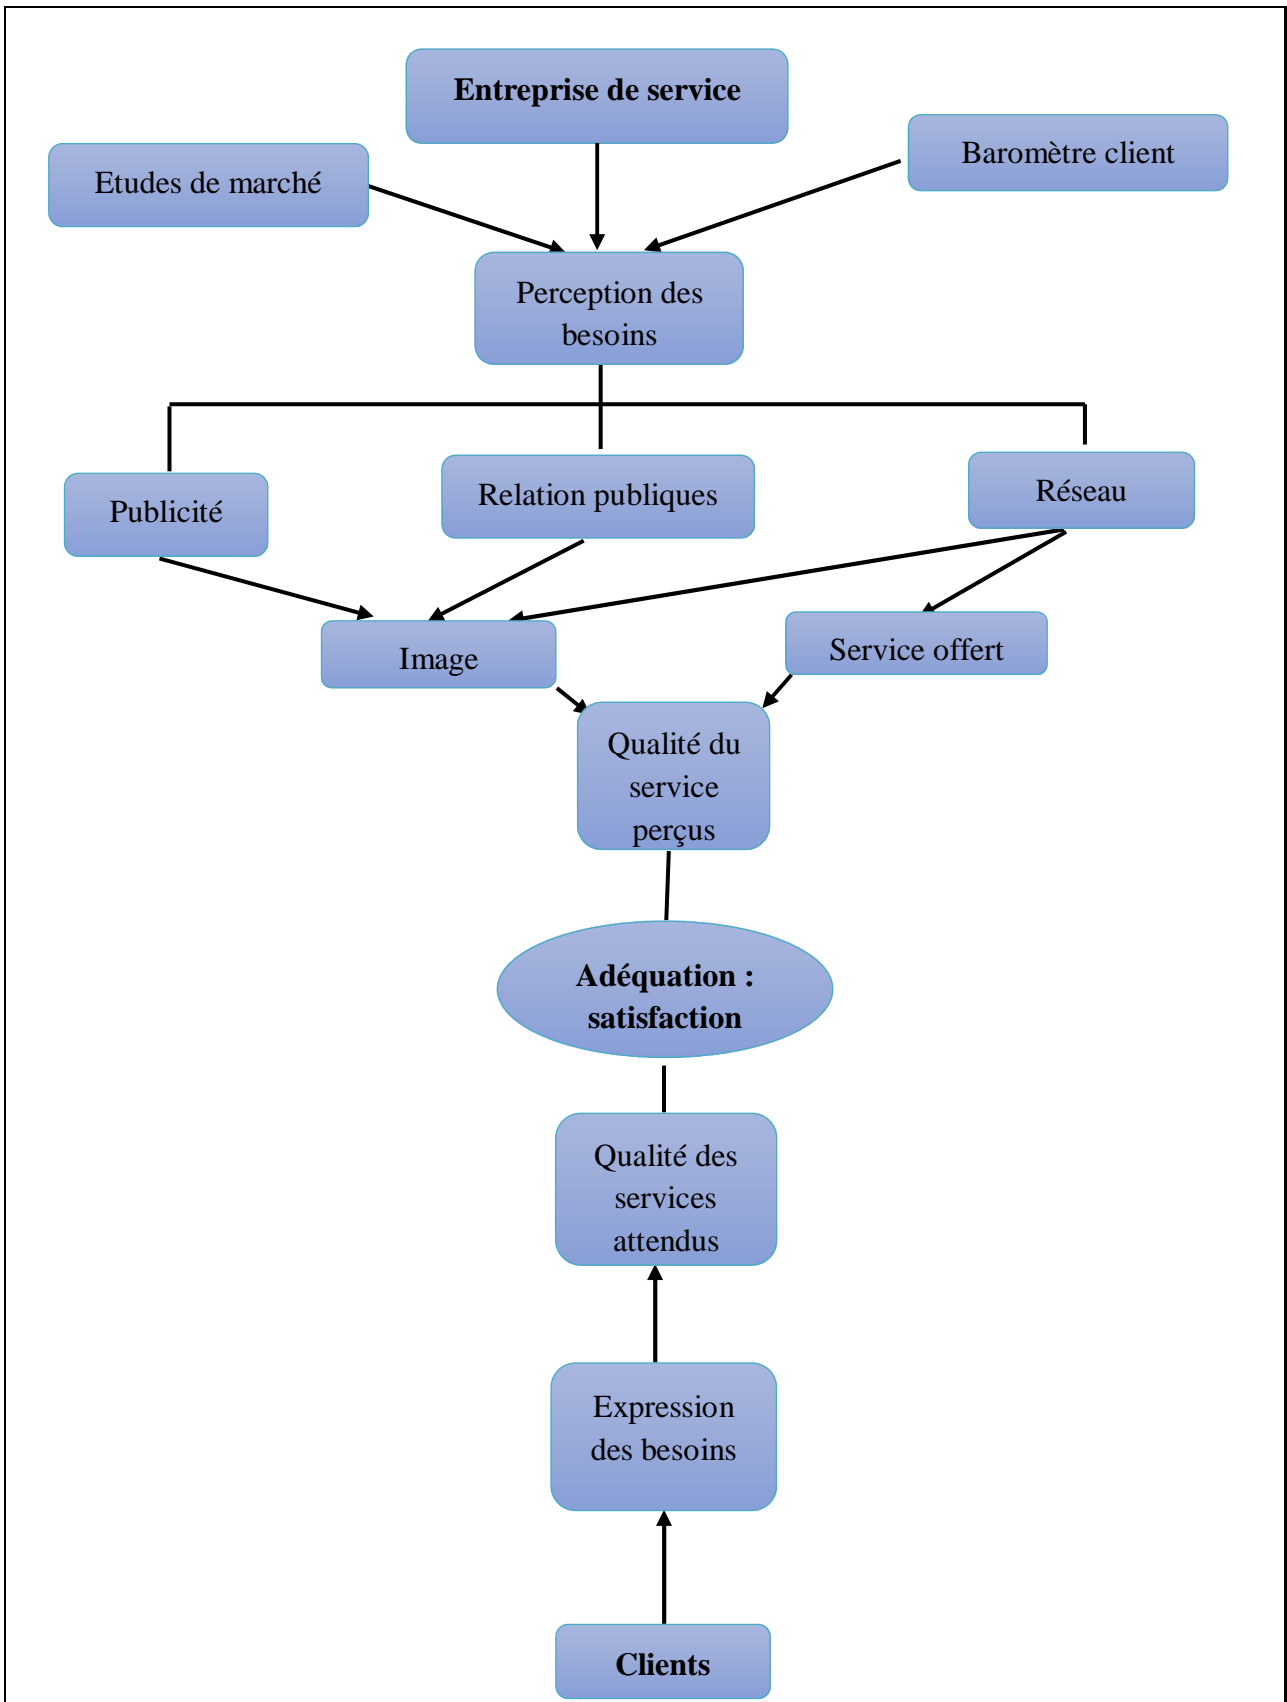 Entreprise de service
Baromètre client
Etudes de marché
Perception des
besoins
Publicité
Relation publiques
Réseau
Image
Service offert
Qualité du
service
perçus
Adéquation :
satisfaction
Qualité des
services
attendus
Expression
des besoins
Clients